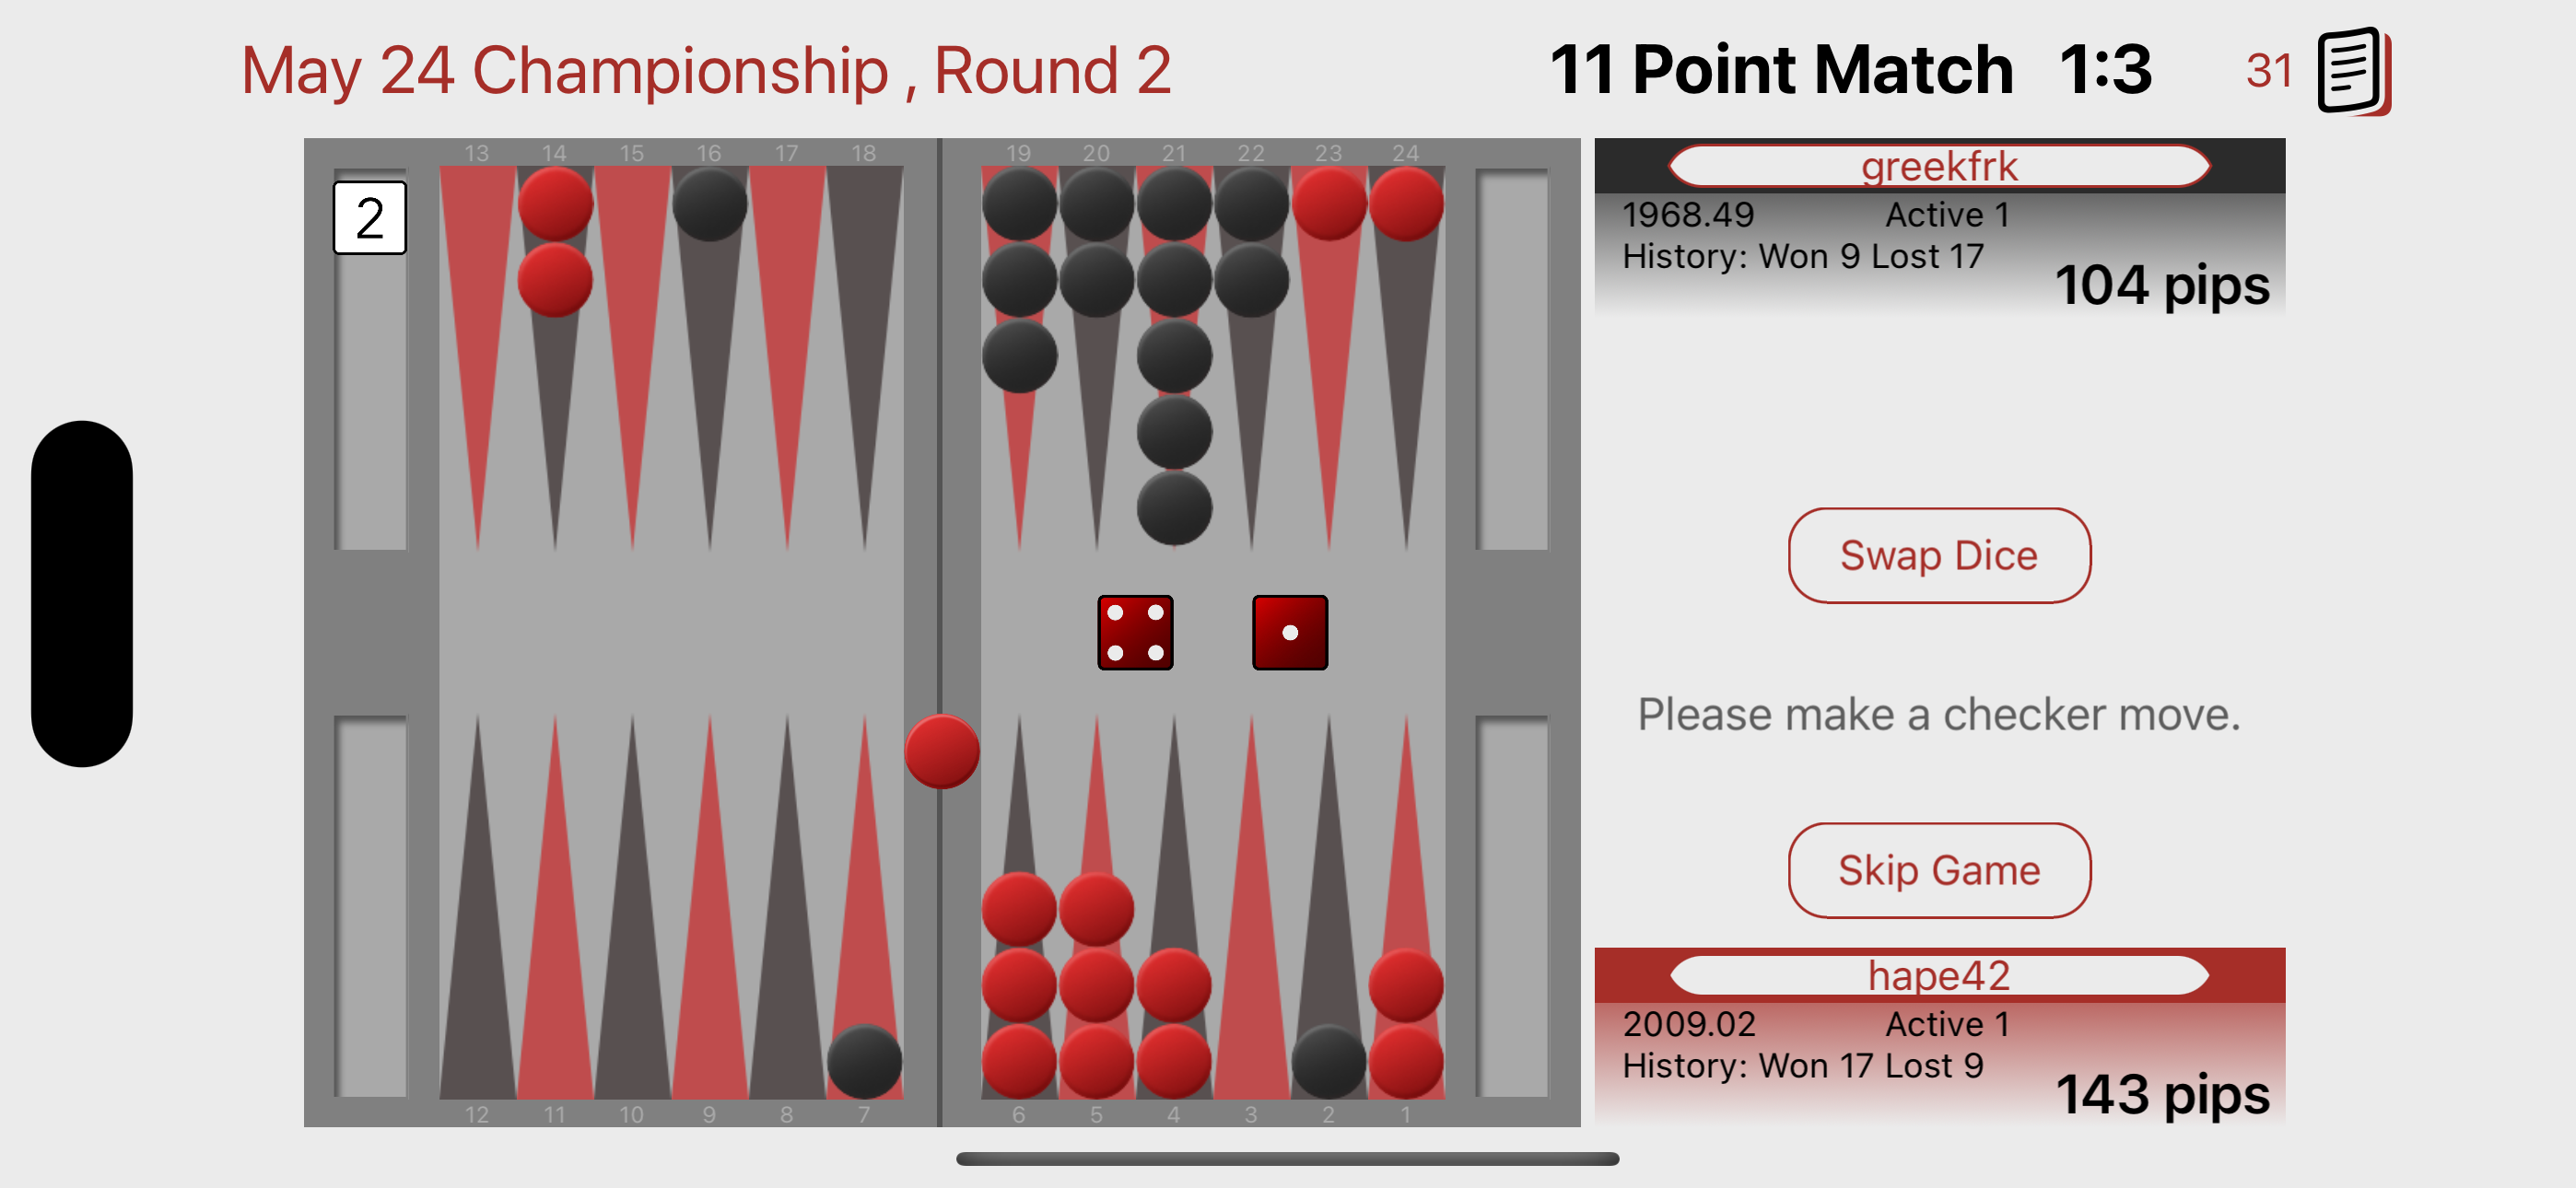 May 24 Championship , Round 2
11 Point Match 1:3 31
13 14 15 16 17 18 19 20 21 22 23 24
2
12 11 10 9 8 7 6 5 4 3 2 1
greekfrk
1968.49 Active 1
History: Won 9 Lost 17
104 pips
Swap Dice
Please make a checker move.
Skip Game
hape42
2009.02 Active 1
History: Won 17 Lost 9
143 pips